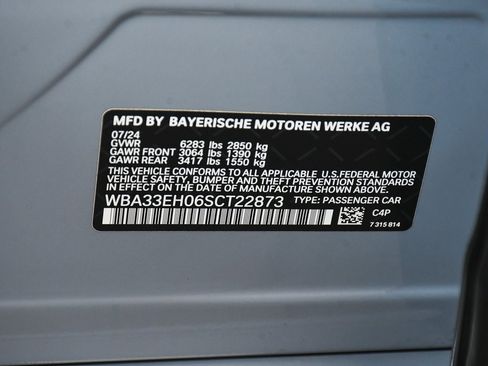 MFD BY BAYERISCHE MOTOREN WERKE AG
07/24
GVWR 6283 lbs 2850 kg
GAWR FRONT 3064 lbs 1390 kg
GAWR REAR 3417 lbs 1550 kg
THIS VEHICLE CONFORMS TO ALL APPLICABLE U.S.FEDERAL MOTOR
VEHICLE SAFETY, BUMPER, AND THEFT PREVENTION STANDARDS
IN EFFECT ON THE DATE OF MANUFACTURE SHOWN ABOVE.
WBA33EH06SCT22873 TYPE: PASSENGER CAR
C4P
7 315 814